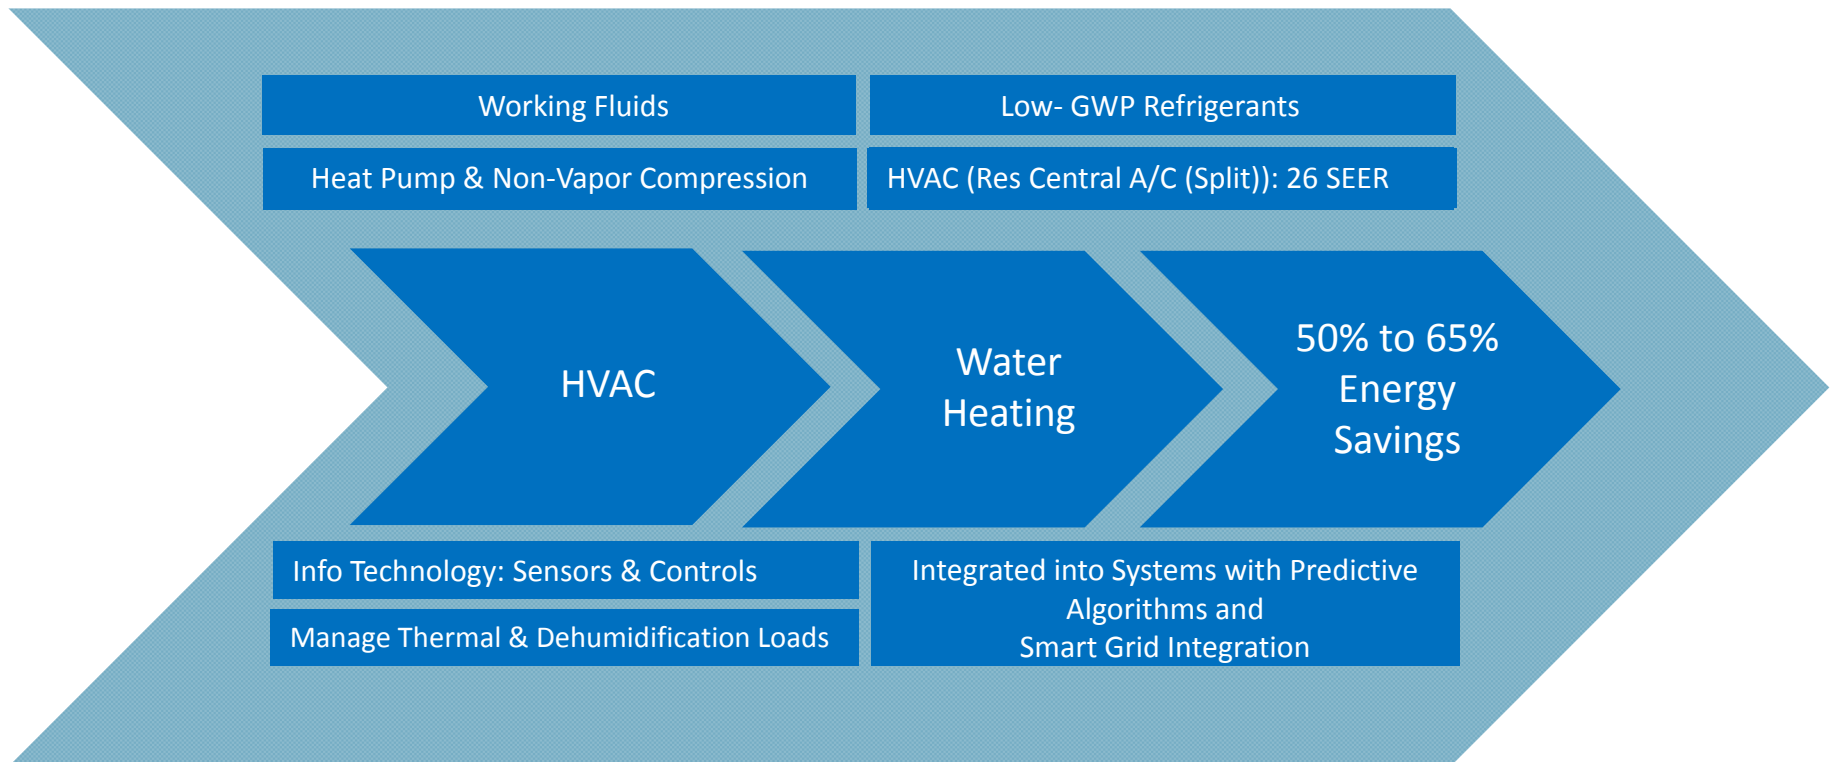 Working Fluids
Low- GWP Refrigerants
Heat Pump & Non-Vapor Compression
HVAC (Res Central A/C (Split)): 26 SEER
HVAC
Water
Heating
50% to 65%
Energy
Savings
Info Technology: Sensors & Controls
Manage Thermal & Dehumidification Loads
Integrated into Systems with Predictive
Algorithms and
Smart Grid Integration